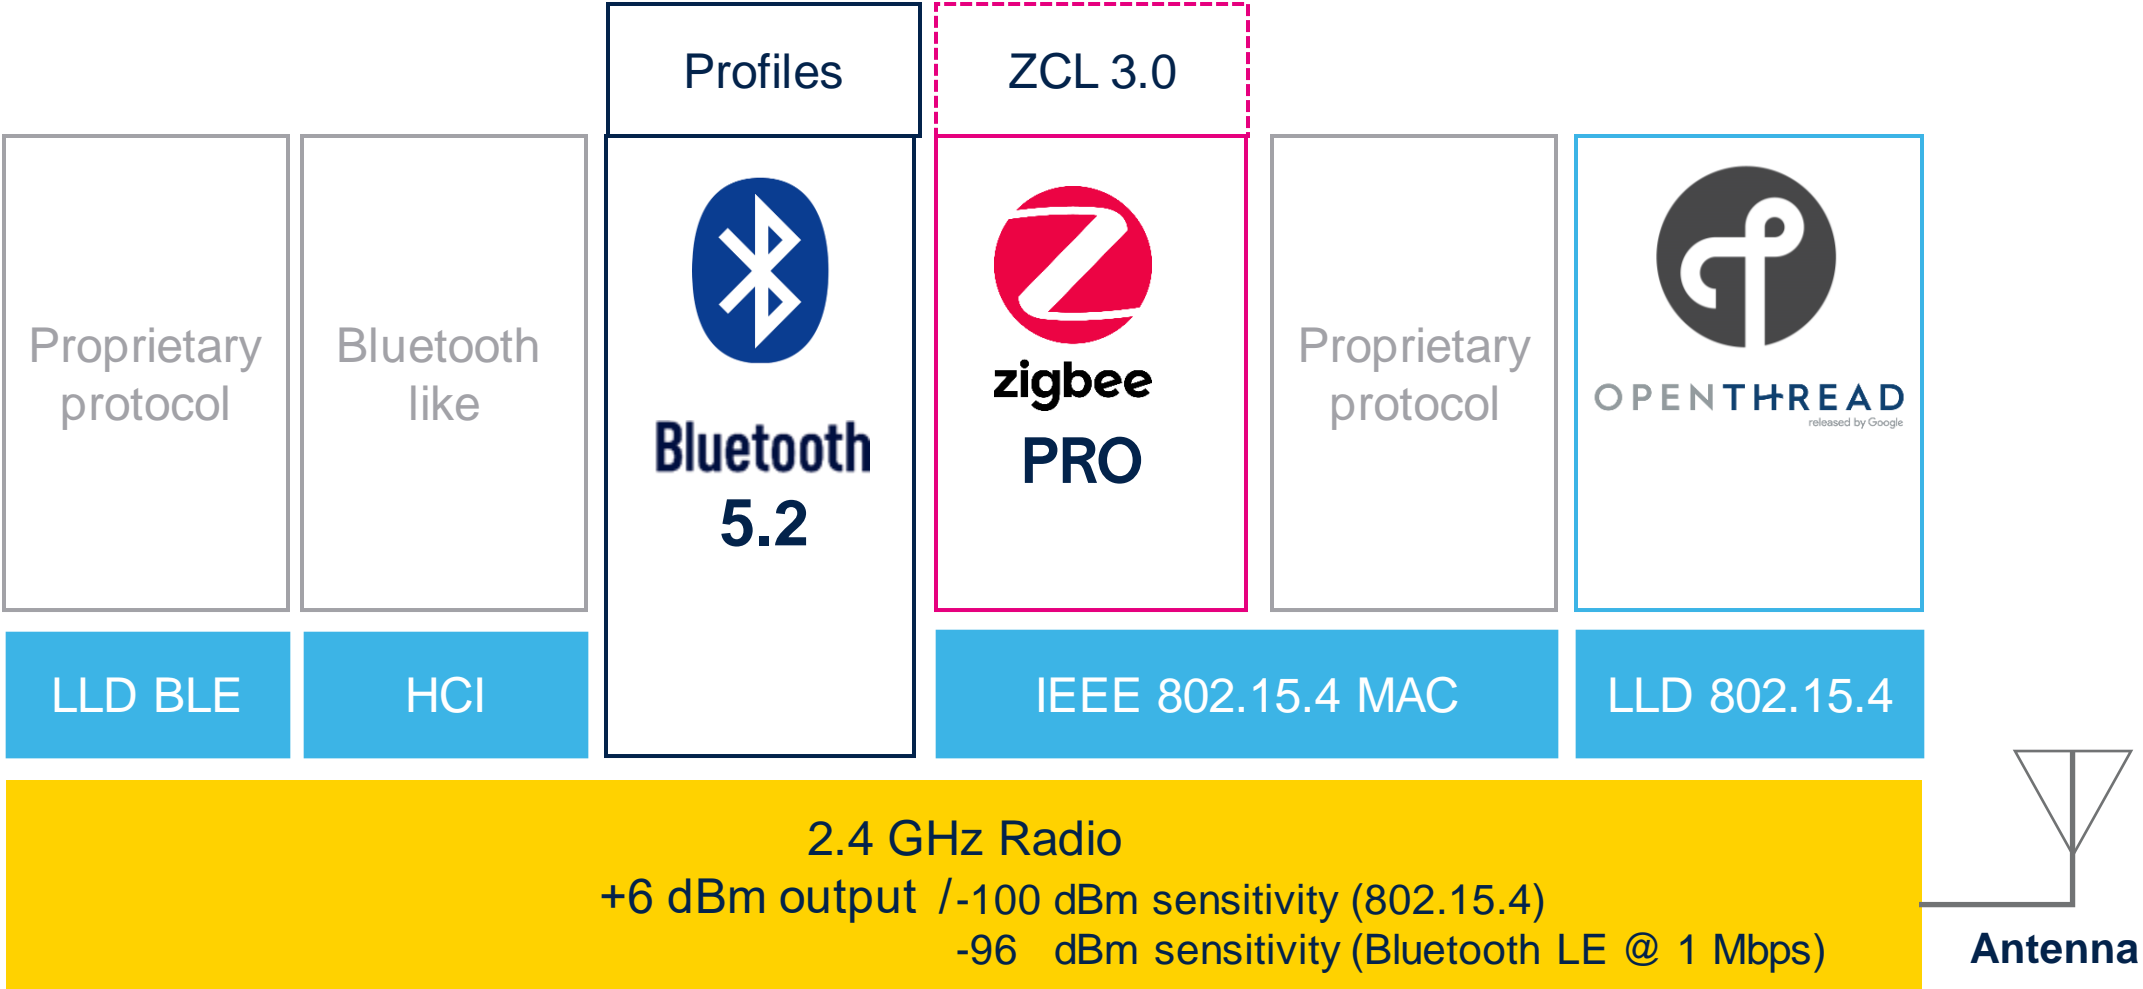 Profiles
ZCL 3.0
Proprietary
protocol
Bluetooth
like
Bluetooth
5.2
zigbee
PRO
Proprietary
protocol
OPENTHREAD
released by Google
LLD BLE
HCI
IEEE 802.15.4 MAC
LLD 802.15.4
2.4 GHz Radio
+6 dBm output / -100 dBm sensitivity (802.15.4)
-96 dBm sensitivity (Bluetooth LE @ 1 Mbps)
Antenna